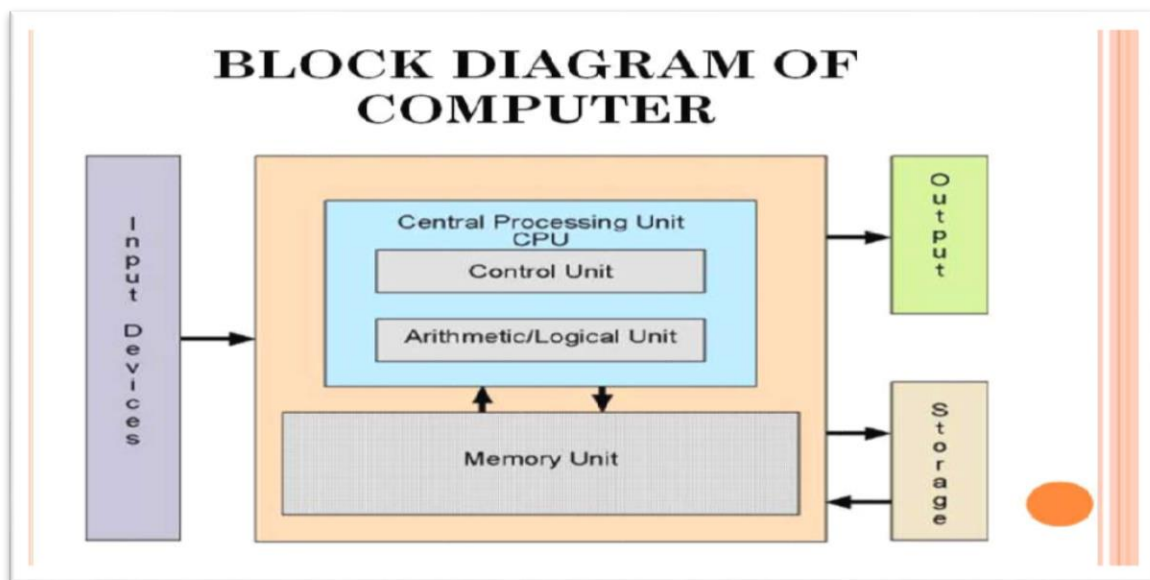 BLOCK DIAGRAM OF
COMPUTER
Input Devices
Central Processing Unit
CPU
Control Unit
Arithmetic/Logical Unit
Memory Unit
Output
Storage